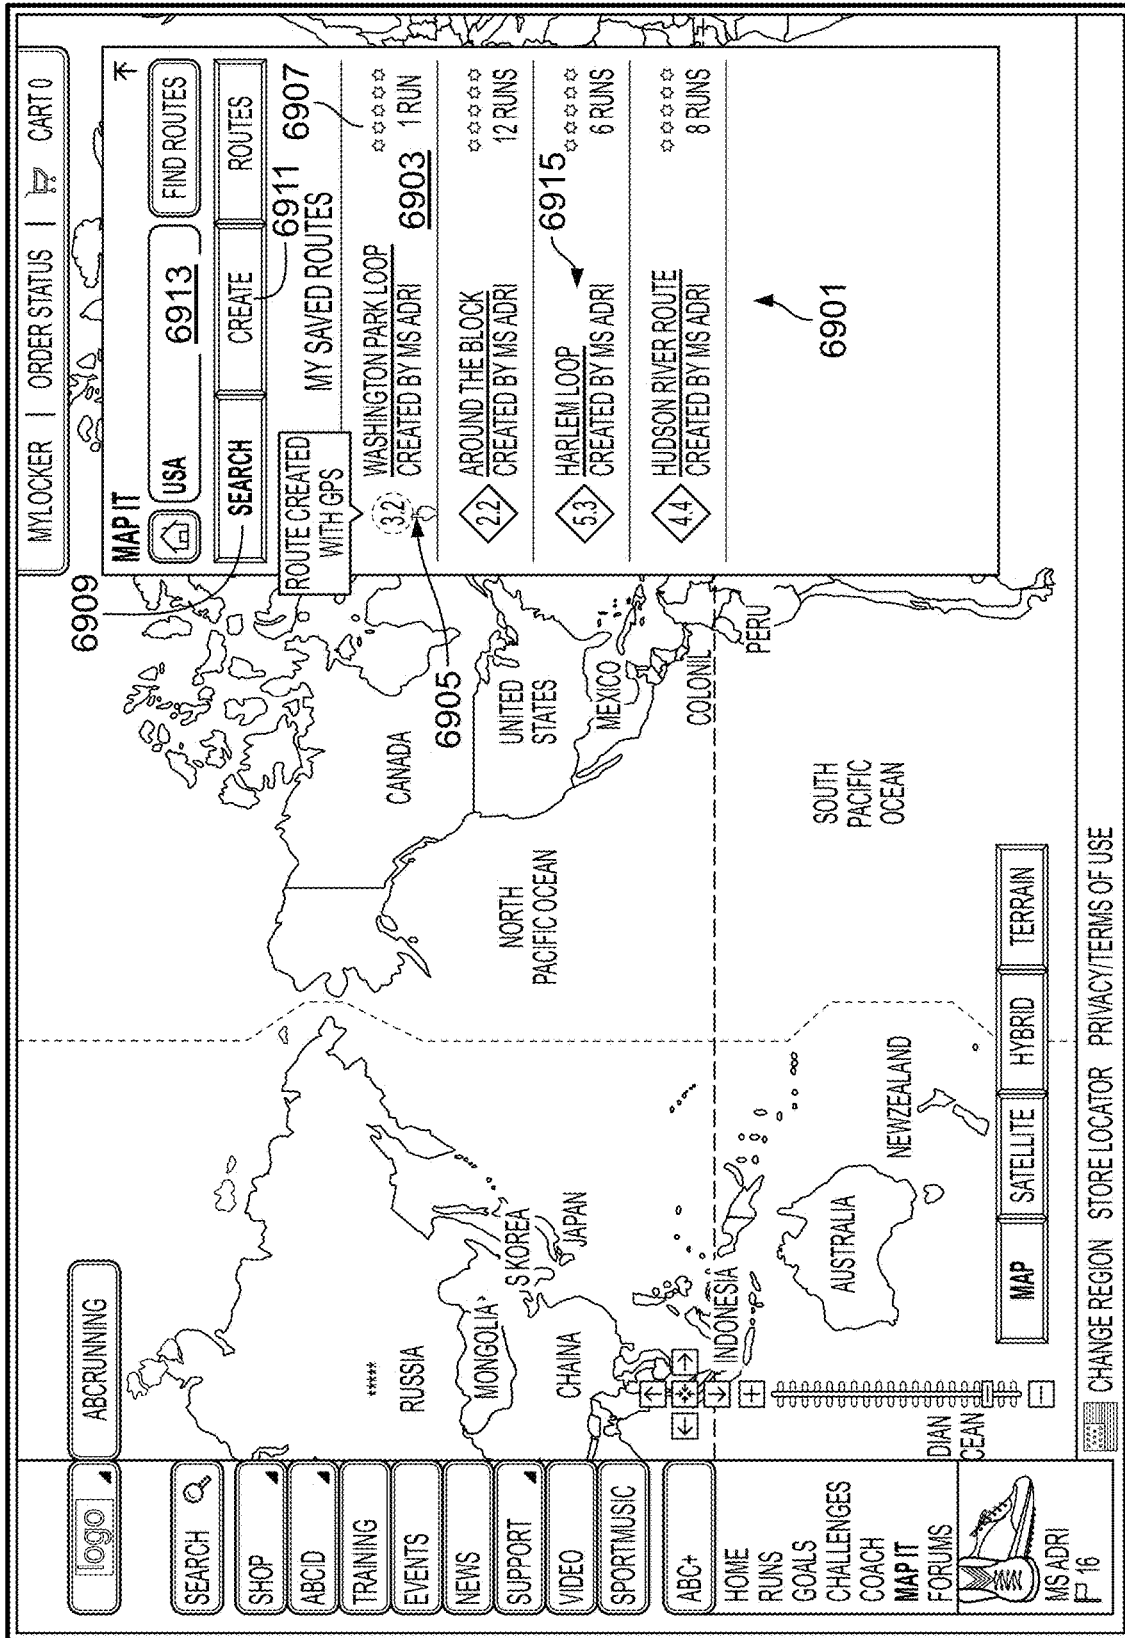 logo
ABCRUNNING
MYLOCKER | ORDER STATUS | CART 0
SEARCH
SHOP
ABCID
TRAINING
EVENTS
NEWS
SUPPORT
VIDEO
SPORTMUSIC
ABC+
HOME
RUNS
GOALS
CHALLENGES
COACH
MAP IT
FORUMS
MS ADRI
16
*****
RUSSIA
MONGOLIA
S KOREA
JAPAN
CHAINA
INDONESIA
AUSTRALIA
NEWZEALAND
DIAN
CEAN
NORTH
PACIFIC OCEAN
CANADA
UNITED
STATES
MEXICO
COLONIL
PERU
SOUTH
PACIFIC
OCEAN
+
−
MAP
SATELLITE
HYBRID
TERRAIN
6909
6905
MAP IT
USA
6913
FIND ROUTES
SEARCH
CREATE
ROUTES
6911
6907
ROUTE CREATED
WITH GPS
MY SAVED ROUTES
3.2
WASHINGTON PARK LOOP
CREATED BY MS ADRI
6903
1 RUN
2.2
AROUND THE BLOCK
CREATED BY MS ADRI
12 RUNS
6915
5.3
HARLEM LOOP
CREATED BY MS ADRI
6 RUNS
4.4
HUDSON RIVER ROUTE
CREATED BY MS ADRI
8 RUNS
6901
CHANGE REGION STORE LOCATOR PRIVACY/TERMS OF USE